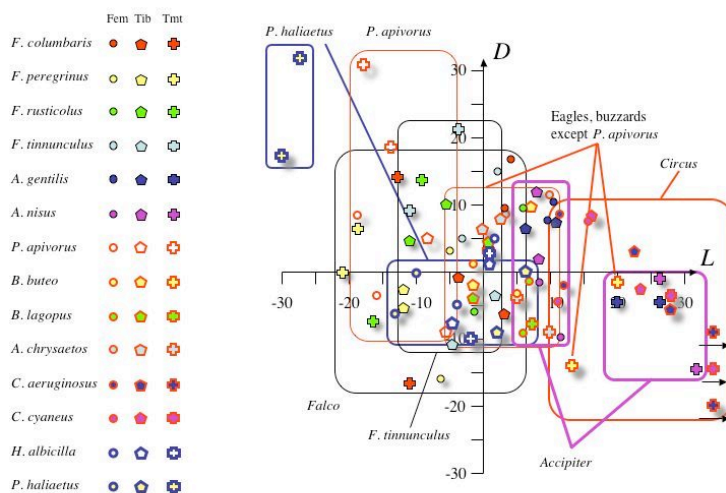 Fem Tib Tmt
F. columbaris
F. peregrinus
F. rusticolus
F. tinnunculus
A. gentilis
A. nisus
P. apivorus
B. buteo
B. lagopus
A. chrysaetos
C. aeruginosus
C. cyaneus
H. albicilla
P. haliaetus
P. haliaetus
P. apivorus
D
30
20
10
Eagles, buzzards
except P. apivorus
Circus
L
-30
-20
-10
10
30
-10
-20
-30
Falco
F. tinnunculus
Accipiter